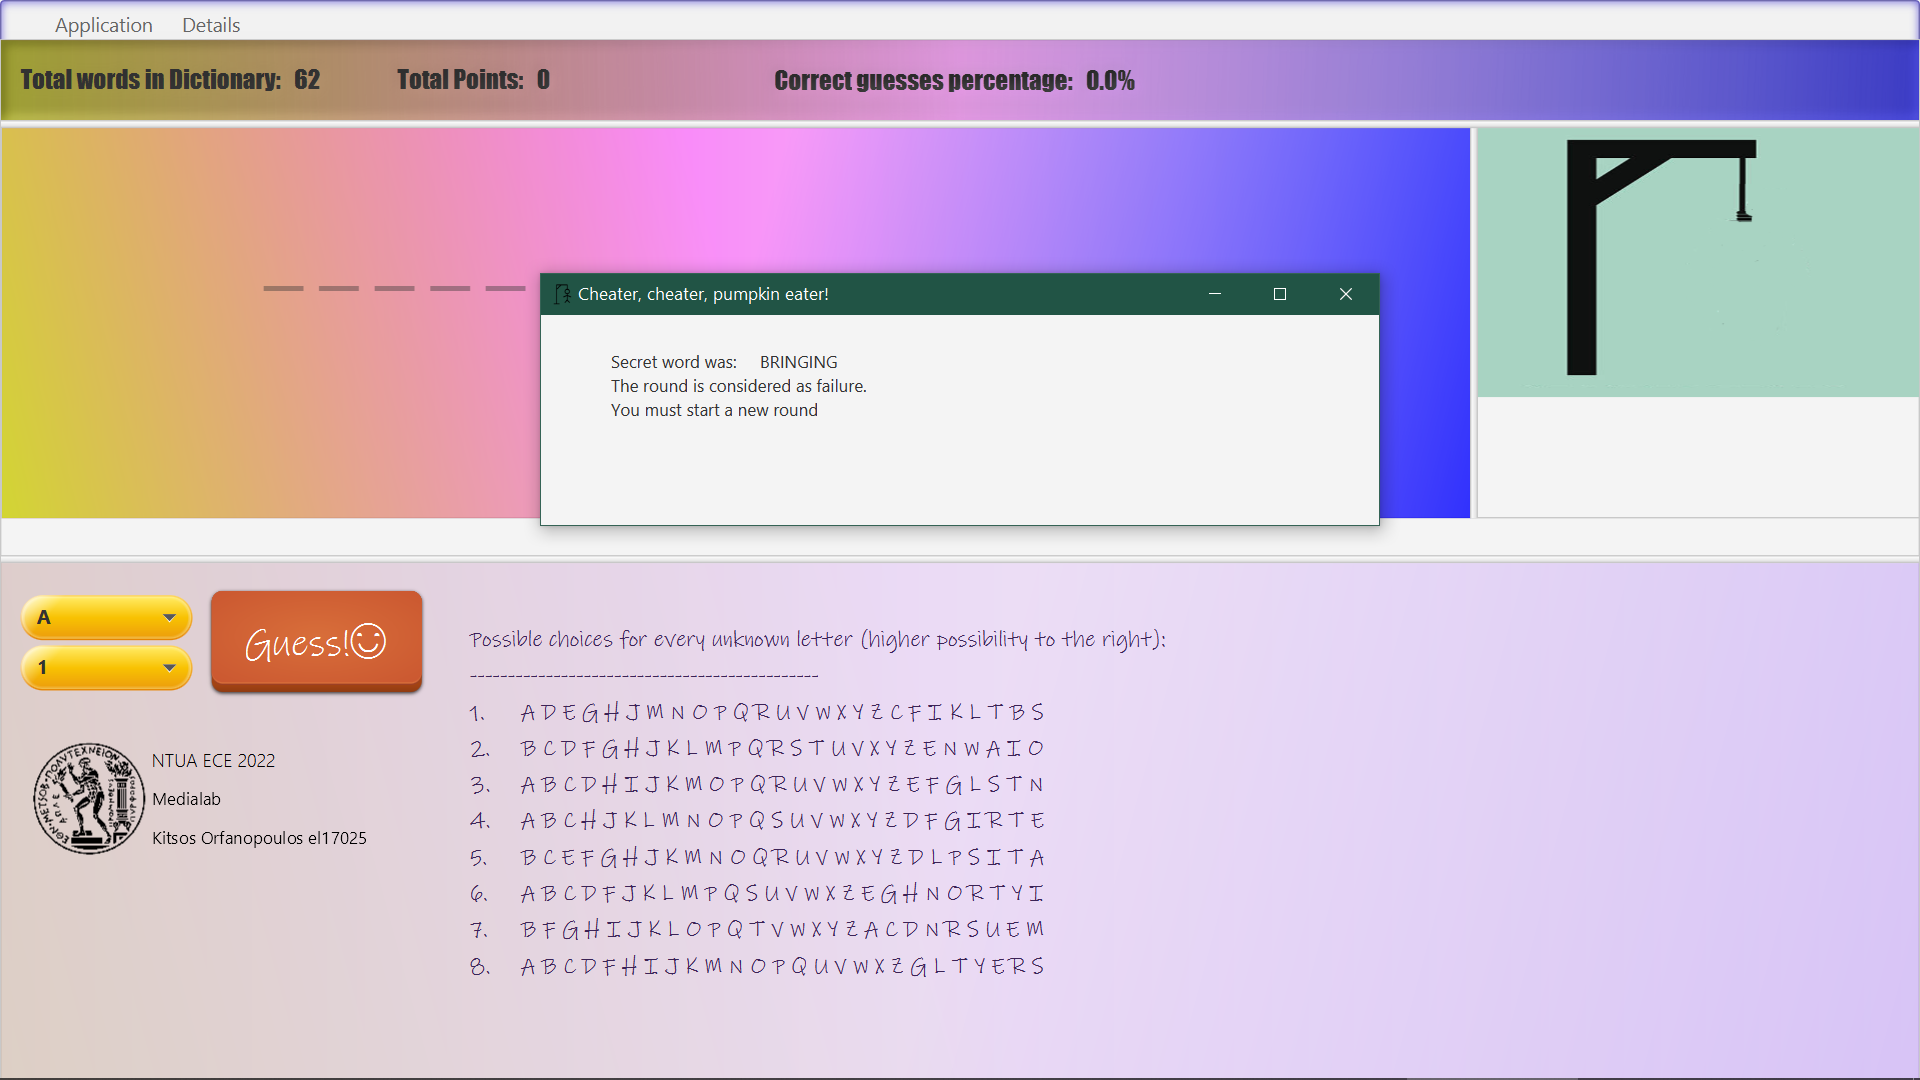 Application Details
Total words in Dictionary: 62 Total Points: 0 Correct guesses percentage: 0.0%
Cheater, cheater, pumpkin eater!
Secret word was: BRINGING
The round is considered as failure.
You must start a new round
A
1
Guess!☺
Possible choices for every unknown letter (higher possibility to the right):
----------------------------------------------
1. A D E G H J M N O P Q R U V W X Y Z C F I K L T B S
2. B C D F G H J K L M P Q R S T U V X Y Z E N W A I O
3. A B C D H I J K M O P Q R U V W X Y Z E F G L S T N
4. A B C H J K L M N O P Q S U V W X Y Z D F G I R T E
5. B C E F G H J K M N O Q R U V W X Y Z D L P S I T A
6. A B C D F J K L M P Q S U V W X Z E G H N O R T Y I
7. B F G H I J K L O P Q T V W X Y Z A C D N R S U E M
8. A B C D F H I J K M N O P Q U V W X Z G L T Y E R S
NTUA ECE 2022
Medialab
Kitsos Orfanopoulos el17025